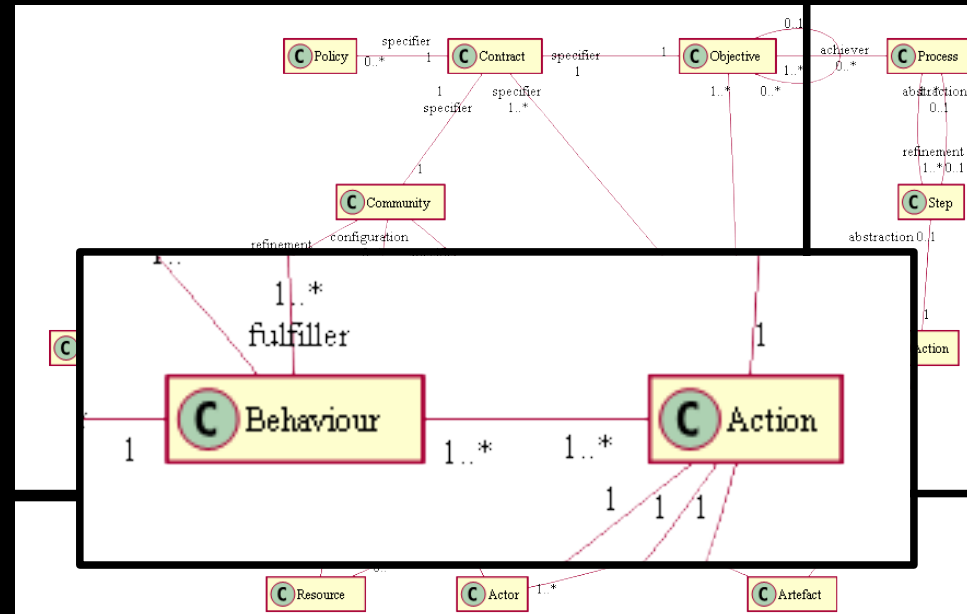 0..1
specifier
specifier
achiever
C Policy
C Contract
C Objective
C Process
0..*
1
1
1
1..*
0..*
1
specifier
specifier
1..*
1..*
0..*
abstraction
0..1
refinement
1..*
0..1
1
C Community
C Step
refinement
configuration
abstraction 0..1
1..*
fulfiller
1
1
C
C Behaviour
C Action
Action
1
1..*
1..*
1
1
1
C Resource
C Actor
1..*
C Artefact